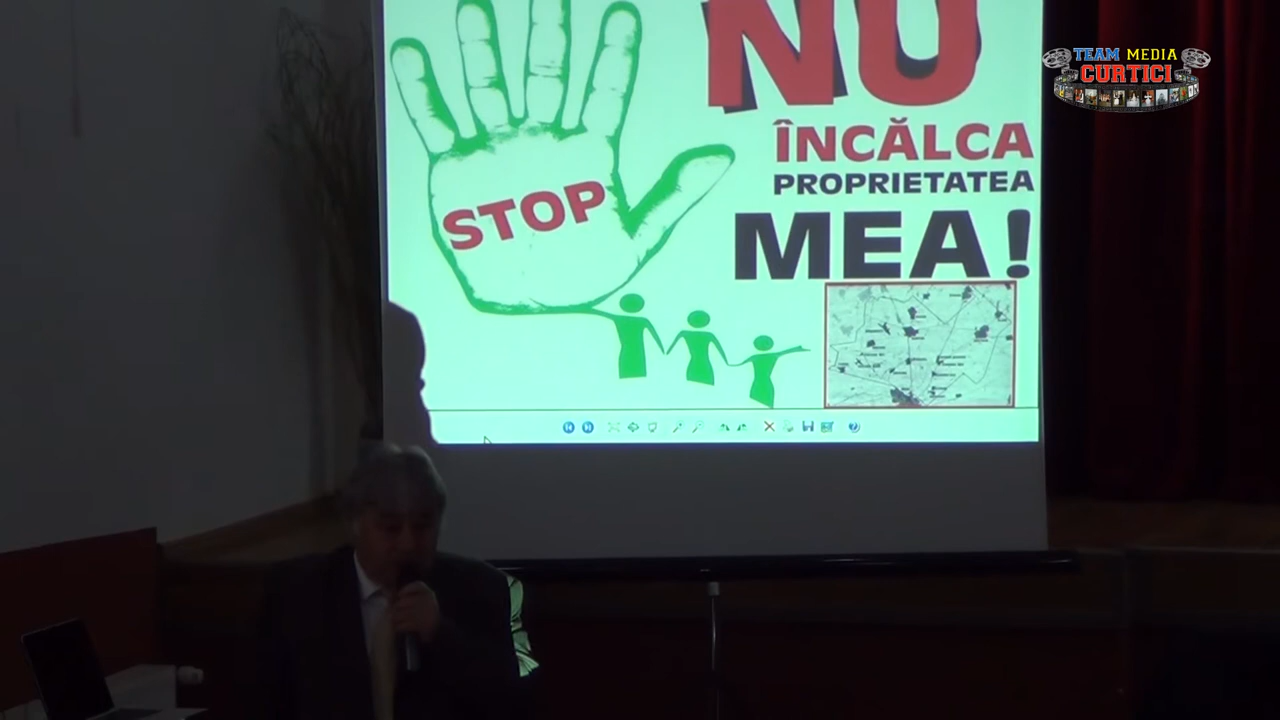 TEAM MEDIA
CURTICI
NU
ÎNCĂLCA
PROPRIETATEA
MEA!
STOP